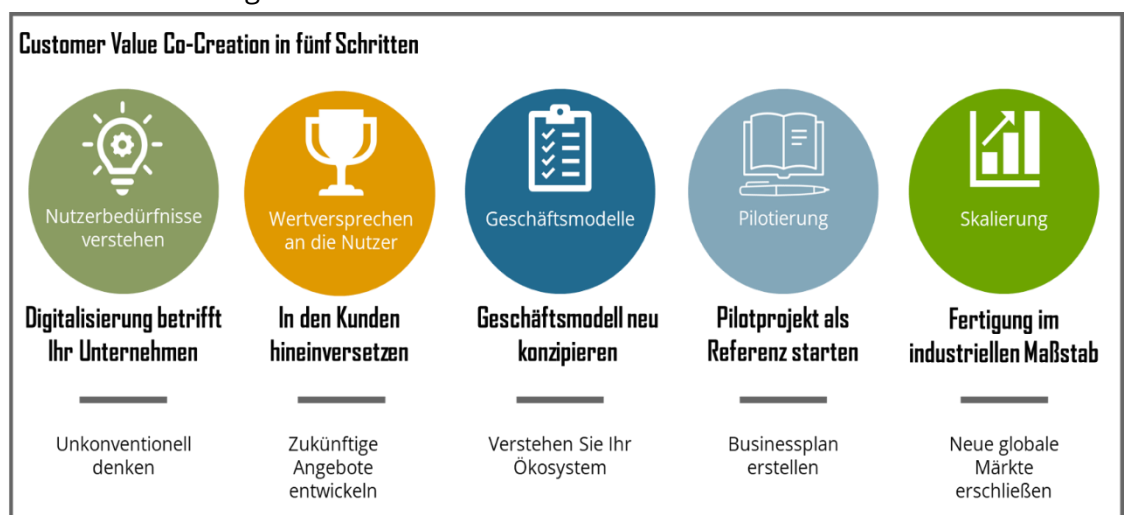 Customer Value Co-Creation in fünf Schritten
Nutzerbedürfnisse
verstehen
Wertversprechen
an die Nutzer
Geschäftsmodelle
Pilotierung
Skalierung
Digitalisierung betrifft
Ihr Unternehmen
In den Kunden
hineinversetzen
Geschäftsmodell neu
konzipieren
Pilotprojekt als
Referenz starten
Fertigung im
industriellen Maßstab
Unkonventionell
denken
Zukünftige
Angebote
entwickeln
Verstehen Sie Ihr
Ökosystem
Businessplan
erstellen
Neue globale
Märkte
erschließen